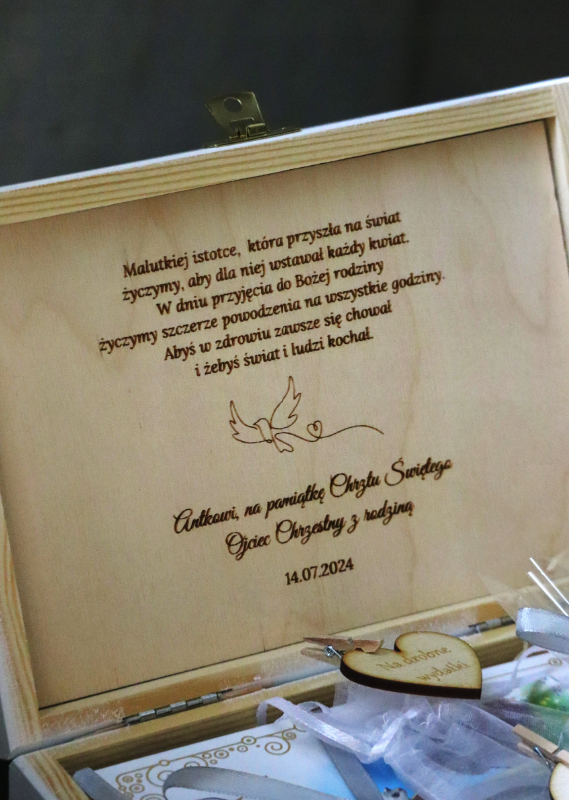 Malutkiej istotce, która przyszła na świat
życzymy, aby dla niej wstawał każdy kwiat.
W dniu przyjęcia do Bożej rodziny
życzymy szczerze powodzenia na wszystkie godziny.
Abyś w zdrowiu zawsze się chował
i żebyś świat i ludzi kochał.
Antkowi, na pamiątkę Chrztu Świętego
Ojciec Chrzestny z rodziną
14.07.2024
Na drobne
wydatki